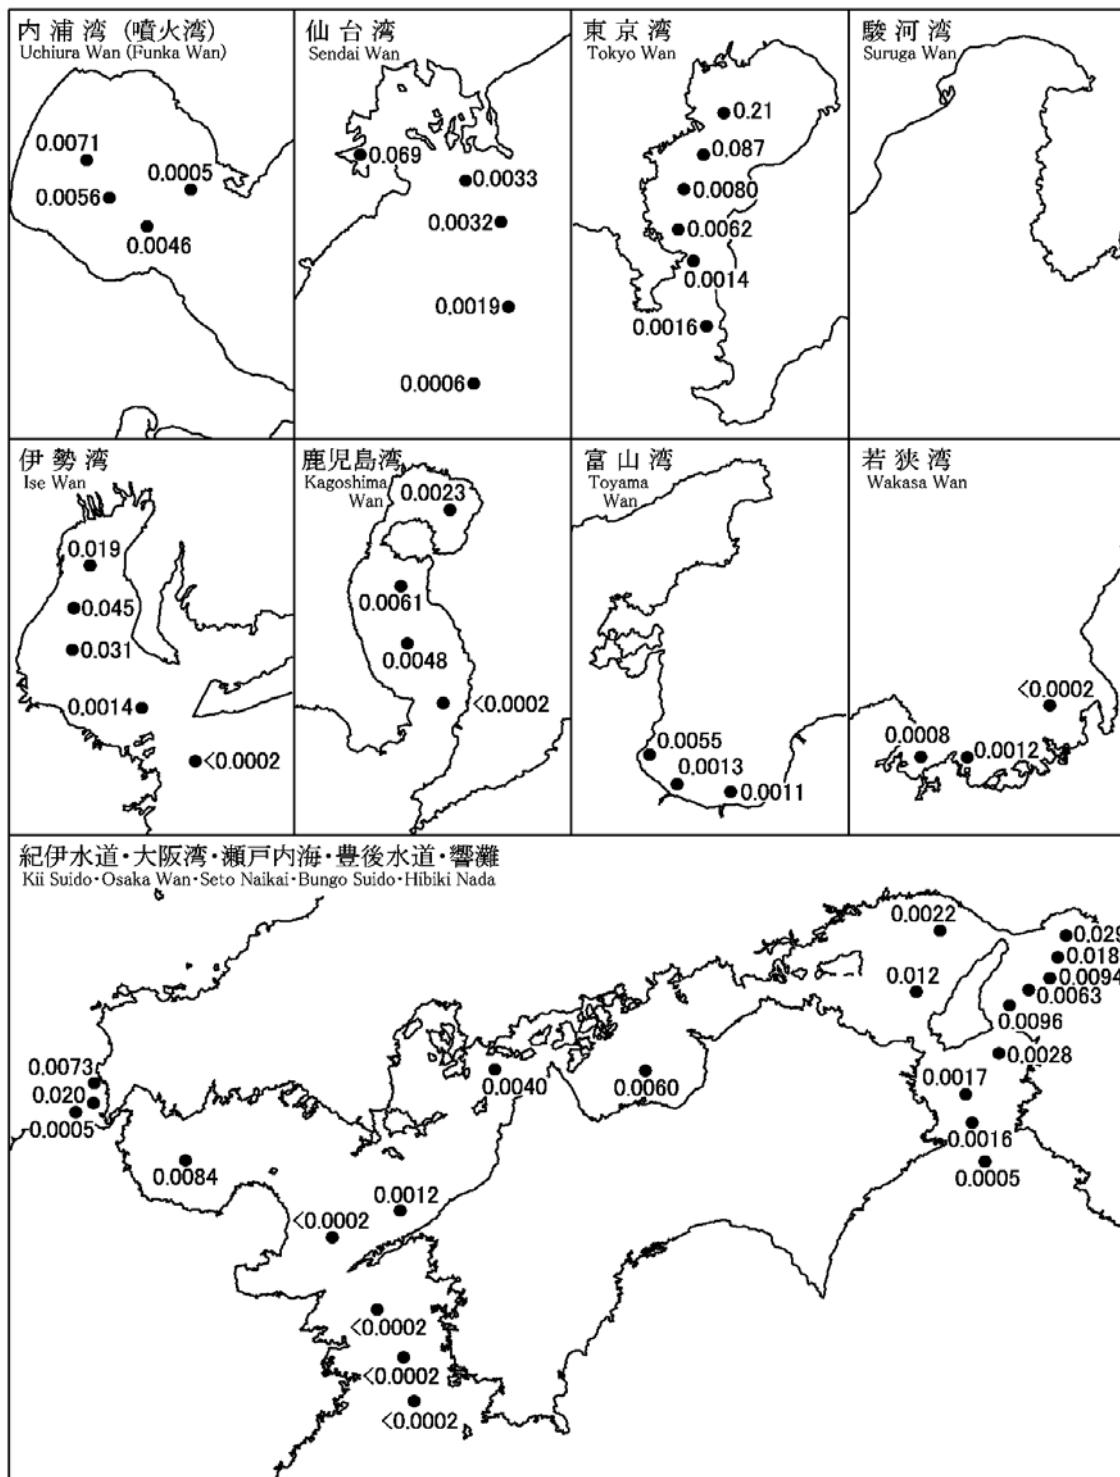 内浦湾 (噴火湾)
Uchiura Wan (Funka Wan)
0.0071
0.0005
0.0056
0.0046
仙台湾
Sendai Wan
0.069
0.0033
0.0032
0.0019
0.0006
東京湾
Tokyo Wan
0.21
0.087
0.0080
0.0062
0.0014
0.0016
駿河湾
Suruga Wan
伊勢湾
Ise Wan
0.019
0.045
0.031
0.0014
<0.0002
鹿児島湾
Kagoshima
Wan
0.0023
0.0061
0.0048
<0.0002
富山湾
Toyama
Wan
0.0055
0.0013
0.0011
若狭湾
Wakasa Wan
<0.0002
0.0008
0.0012
紀伊水道・大阪湾・瀬戸内海・豊後水道・響灘
Kii Suido・Osaka Wan・Seto Naikai・Bungo Suido・Hibiki Nada
0.0022
0.029
0.018
0.0094
0.012
0.0063
0.0096
0.0028
0.0073
0.0040
0.0060
0.0017
0.020
0.0005
0.0016
0.0084
0.0005
0.0012
<0.0002
<0.0002
<0.0002
<0.0002